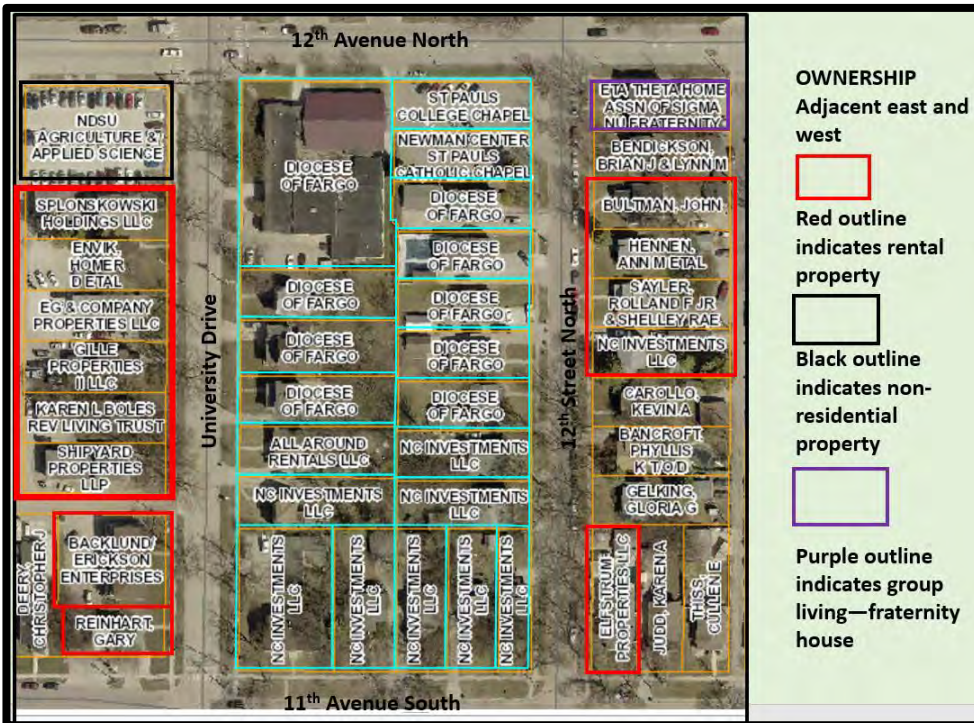 12th Avenue North
NDSU
AGRICULTURE &
APPLIED SCIENCE
SPLONSKOWSKI
HOLDINGS LLC
ENVIK,
HOMER
D ETAL
EG & COMPANY
PROPERTIES LLC
GILLE
PROPERTIES
II LLC
KAREN L BOLES
REV LIVING TRUST
SHIPYARD
PROPERTIES
LLP
DEERY,
CHRISTOPHER J
BACKLUND/
ERICKSON
ENTERPRISES
REINHART,
GARY
University Drive
DIOCESE
OF FARGO
DIOCESE
OF FARGO
DIOCESE
OF FARGO
DIOCESE
OF FARGO
ALL AROUND
RENTALS LLC
NC INVESTMENTS
LLC
ST PAULS
COLLEGE CHAPEL
NEWMAN CENTER
ST PAULS
CATHOLIC CHAPEL
DIOCESE
OF FARGO
DIOCESE
OF FARGO
DIOCESE
OF FARGO
DIOCESE
OF FARGO
DIOCESE
OF FARGO
NC INVESTMENTS
LLC
NC INVESTMENTS
LLC
NC INVESTMENTS
LLC
NC INVESTMENTS
LLC
NC INVESTMENTS
LLC
NC INVESTMENTS
LLC
NC INVESTMENTS
LLC
12th Street North
ETA THETA HOME
ASSN OF SIGMA
NU FRATERNITY
BENDICKSON,
BRIAN J & LYNN M
BULTMAN, JOHN
HENNEN,
ANN M ETAL
SAYLER,
ROLLAND F JR
& SHELLEY RAE
NC INVESTMENTS
LLC
CAROLLO,
KEVIN A
BANCROFT,
PHYLLIS
K T.O.D
GELKING,
GLORIA G
ELFSTRUM
PROPERTIES LLC
JUDD, KARENA
THISS,
CULLIEN E
11th Avenue South
OWNERSHIP
Adjacent east and
west
Red outline
indicates rental
property
Black outline
indicates non-
residential
property
Purple outline
indicates group
living—fraternity
house